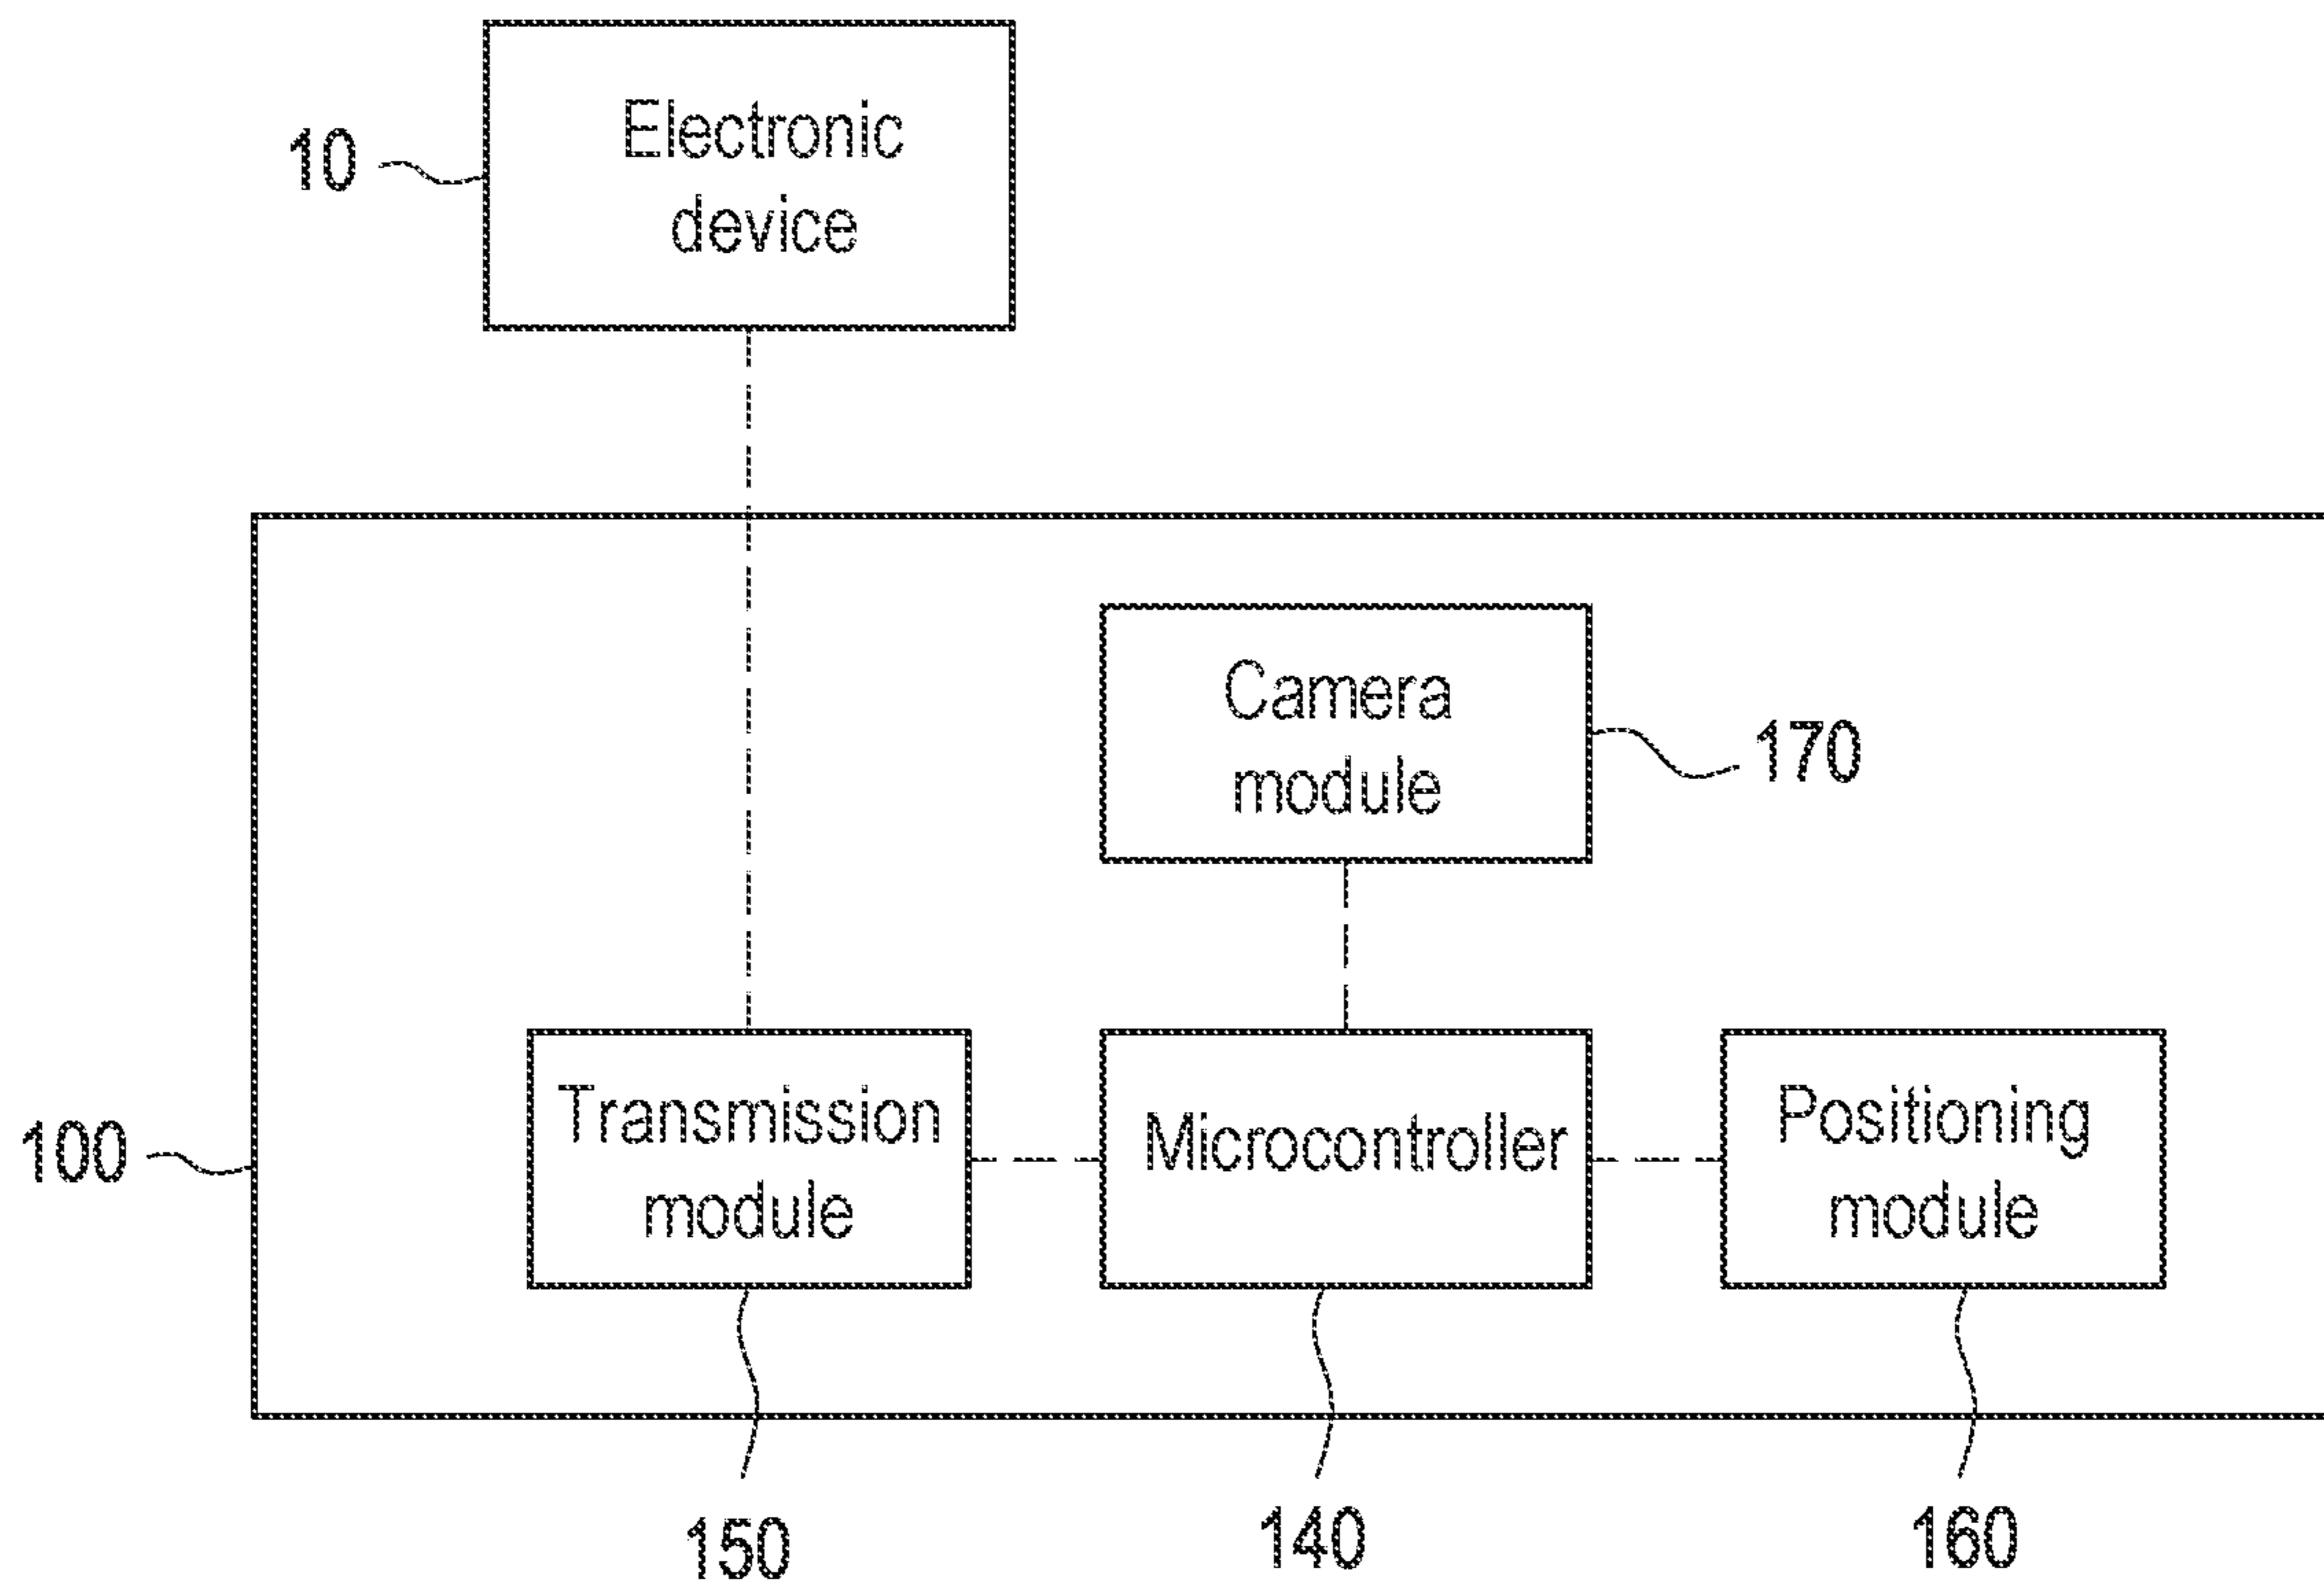 10
Electronic
device
Camera
module
170
100
Transmission
module
Microcontroller
Positioning
module
150
140
160